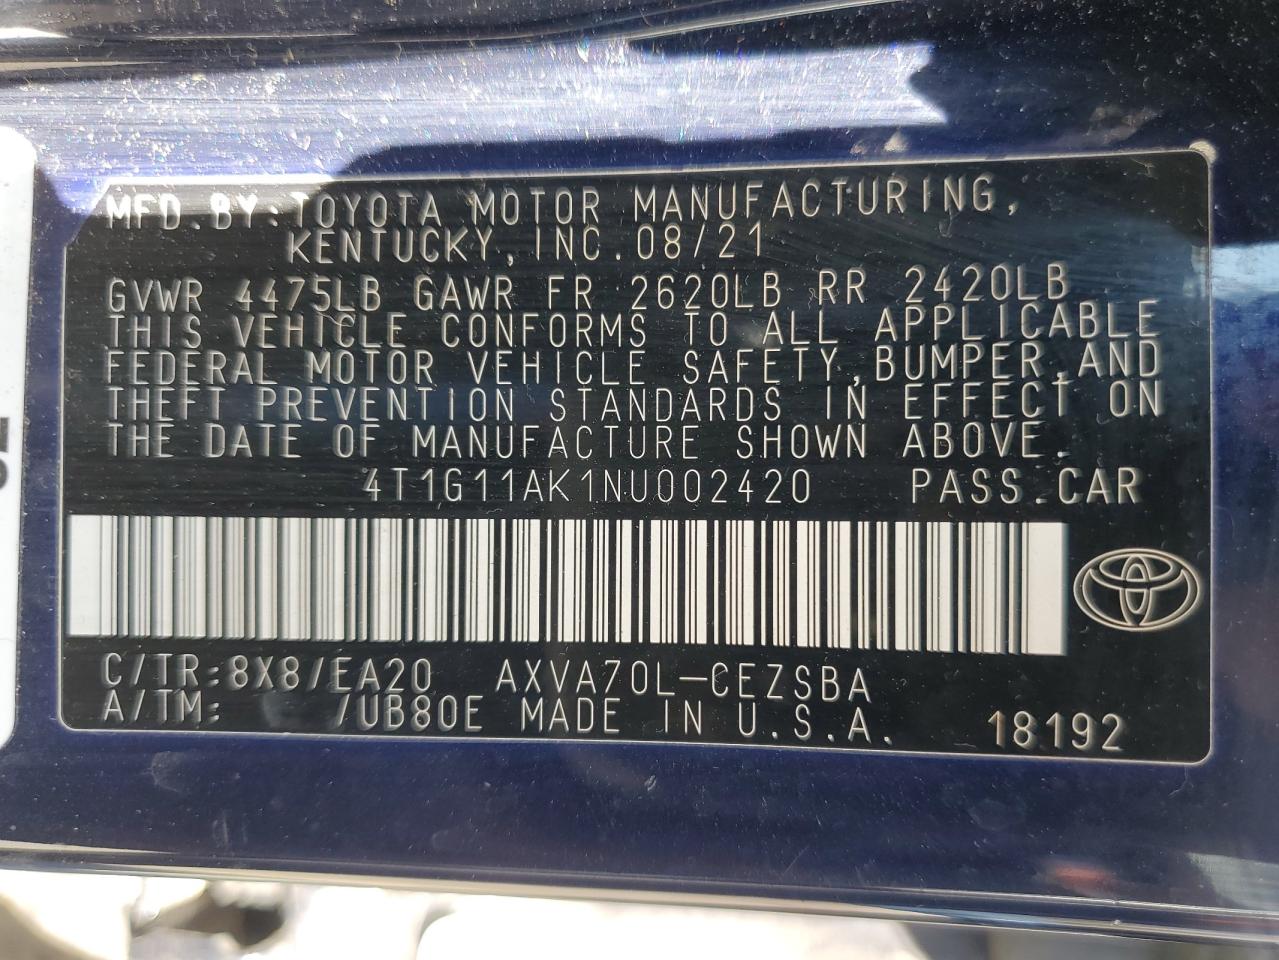 MFD. BY: TOYOTA MOTOR MANUFACTURING,
KENTUCKY, INC. 08/21
GVWR 4475LB GAWR FR 2620LB RR 2420LB
THIS VEHICLE CONFORMS TO ALL APPLICABLE
FEDERAL MOTOR VEHICLE SAFETY, BUMPER, AND
THEFT PREVENTION STANDARDS IN EFFECT ON
THE DATE OF MANUFACTURE SHOWN ABOVE.
4T1G11AK1NU002420 PASS.CAR
C/TR:8X8/EA20 AXVA70L-CEZSBA
A/TM: /UB80E MADE IN U.S.A. 18192